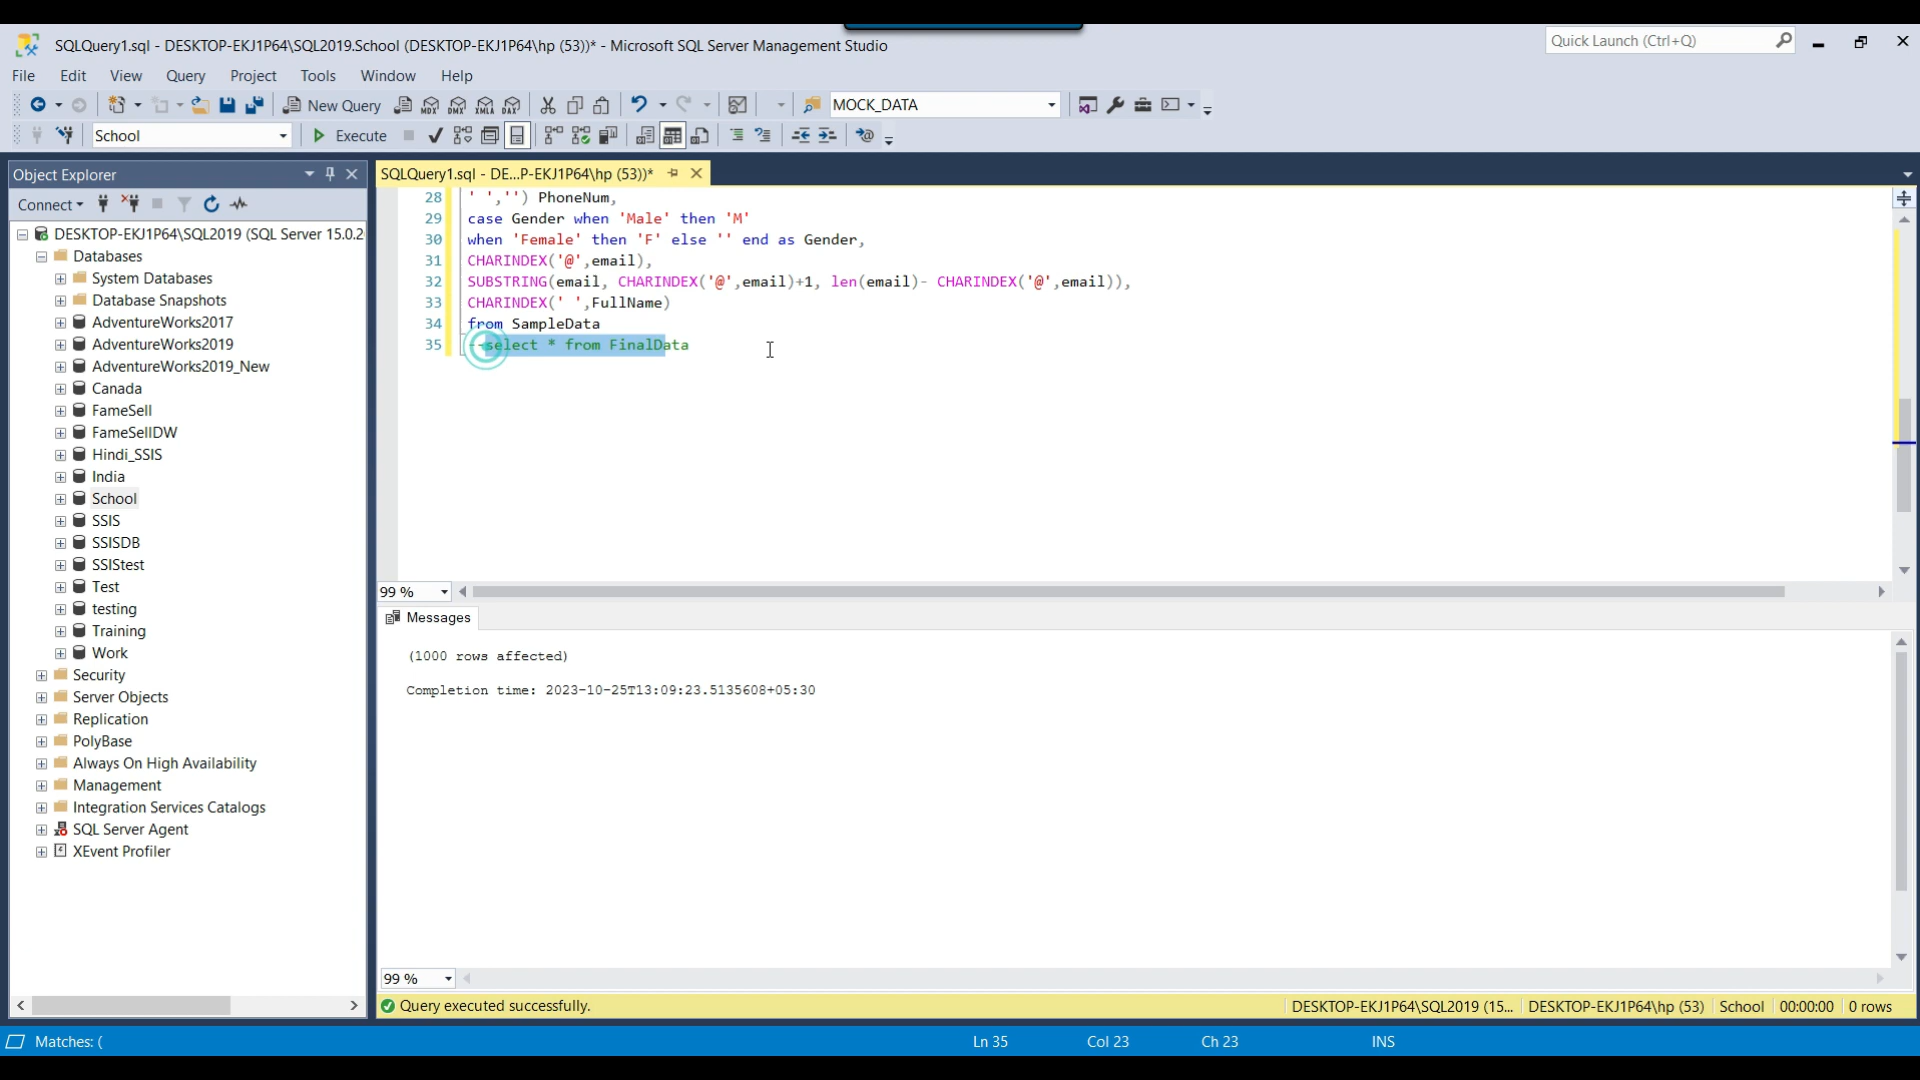 SQLQuery1.sql - DESKTOP-EKJ1P64\SQL2019.School (DESKTOP-EKJ1P64\hp (53))* - Microsoft SQL Server Management Studio
Quick Launch (Ctrl+Q)
File Edit View Query Project Tools Window Help
New Query MDX DMX XMLA DAX MOCK_DATA
School Execute
Object Explorer
SQLQuery1.sql - DE...P-EKJ1P64\hp (53))*
Connect
DESKTOP-EKJ1P64\SQL2019 (SQL Server 15.0.2
Databases
System Databases
Database Snapshots
AdventureWorks2017
AdventureWorks2019
AdventureWorks2019_New
Canada
FameSell
FameSellDW
Hindi_SSIS
India
School
SSIS
SSISDB
SSIStest
Test
testing
Training
Work
Security
Server Objects
Replication
PolyBase
Always On High Availability
Management
Integration Services Catalogs
SQL Server Agent
XEvent Profiler
28 ' ','') PhoneNum,
29 case Gender when 'Male' then 'M'
30 when 'Female' then 'F' else '' end as Gender,
31 CHARINDEX('@',email),
32 SUBSTRING(email, CHARINDEX('@',email)+1, len(email)- CHARINDEX('@',email)),
33 CHARINDEX(' ',FullName)
34 from SampleData
35 --select * from FinalData
99 %
Messages
(1000 rows affected)
Completion time: 2023-10-25T13:09:23.5135608+05:30
99 %
Query executed successfully. DESKTOP-EKJ1P64\SQL2019 (15... DESKTOP-EKJ1P64\hp (53) School 00:00:00 0 rows
Matches: ( Ln 35 Col 23 Ch 23 INS